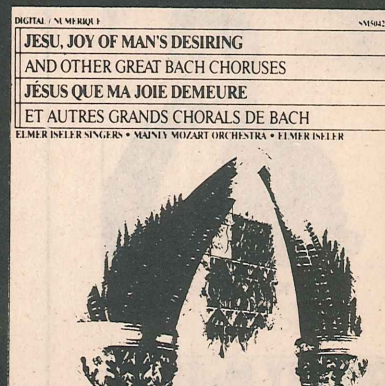 DIGITAL / NUMERIQUE SM5042
JESU, JOY OF MAN'S DESIRING
AND OTHER GREAT BACH CHORUSES
JÉSUS QUE MA JOIE DEMEURE
ET AUTRES GRANDS CHORALS DE BACH
ELMER ISELER SINGERS • MAINLY MOZART ORCHESTRA • ELMER ISELER